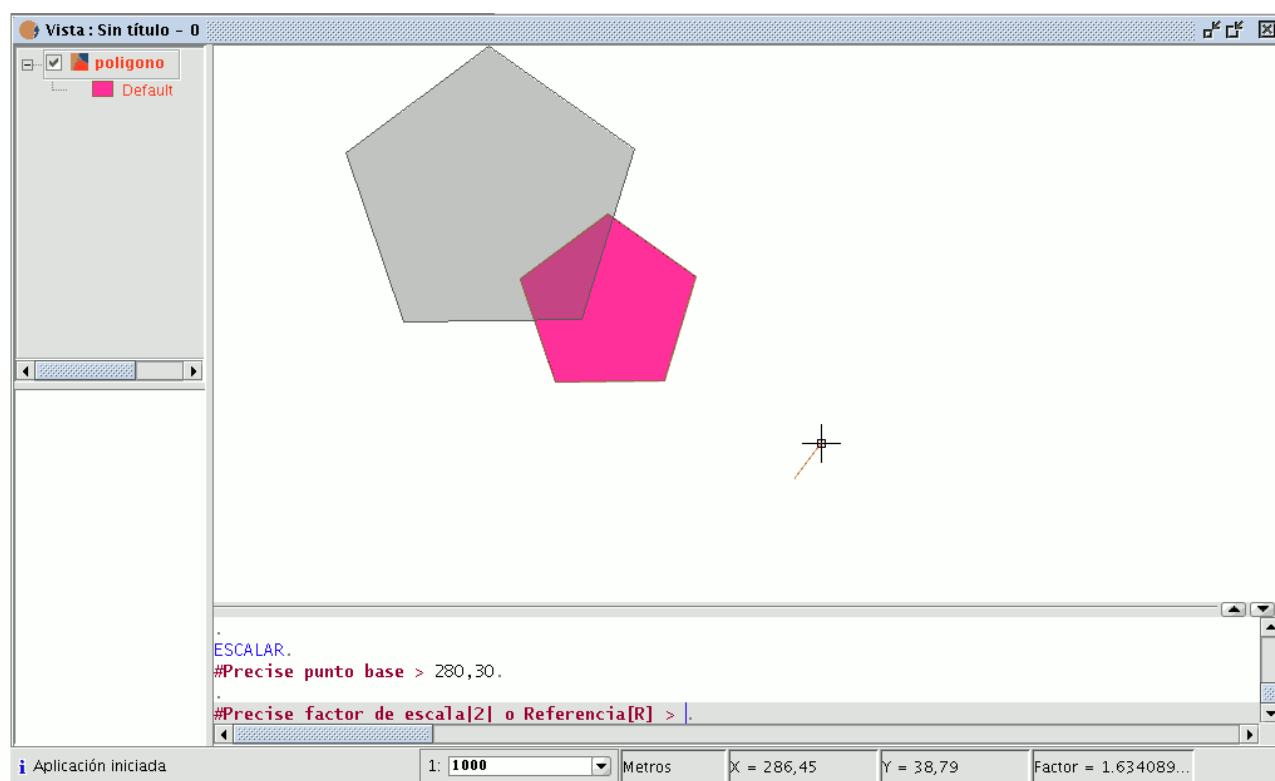 Vista : Sin título - 0
poligono
Default
.
ESCALAR.
#Precise punto base > 280,30.
.
#Precise factor de escala|2| o Referencia[R] > .
Aplicación iniciada
1: 1000
Metros
X = 286,45
Y = 38,79
Factor = 1.634089...